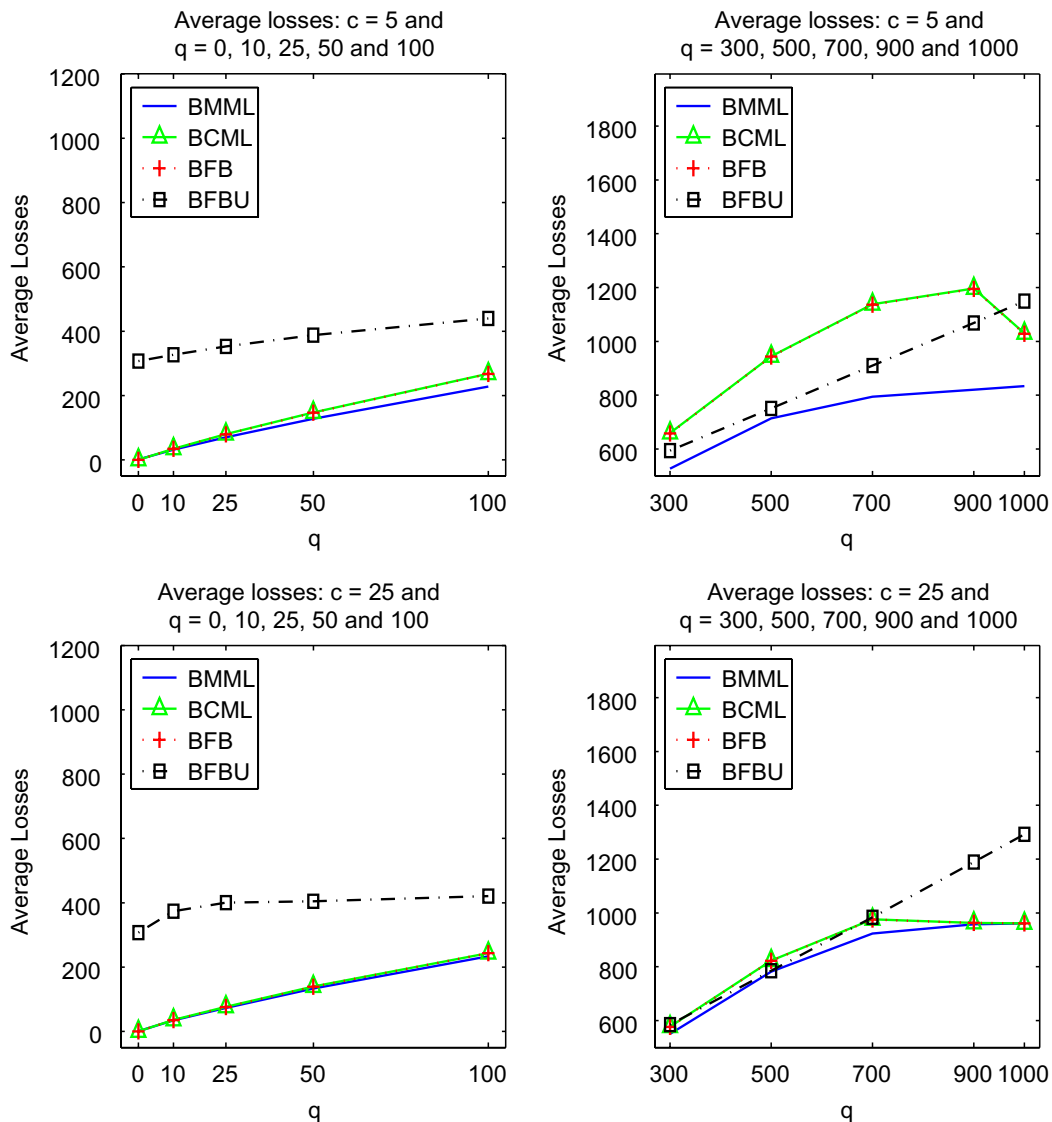 Average losses: c = 5 and
q = 0, 10, 25, 50 and 100
1200
1000
800
600
400
200
0
Average Losses
BMML
BCML
BFB
BFBU
0 10 25 50 100
q
Average losses: c = 5 and
q = 300, 500, 700, 900 and 1000
1800
1600
1400
1200
1000
800
600
Average Losses
BMML
BCML
BFB
BFBU
300 500 700 900 1000
q
Average losses: c = 25 and
q = 0, 10, 25, 50 and 100
1200
1000
800
600
400
200
0
Average Losses
BMML
BCML
BFB
BFBU
0 10 25 50 100
q
Average losses: c = 25 and
q = 300, 500, 700, 900 and 1000
1800
1600
1400
1200
1000
800
600
Average Losses
BMML
BCML
BFB
BFBU
300 500 700 900 1000
q